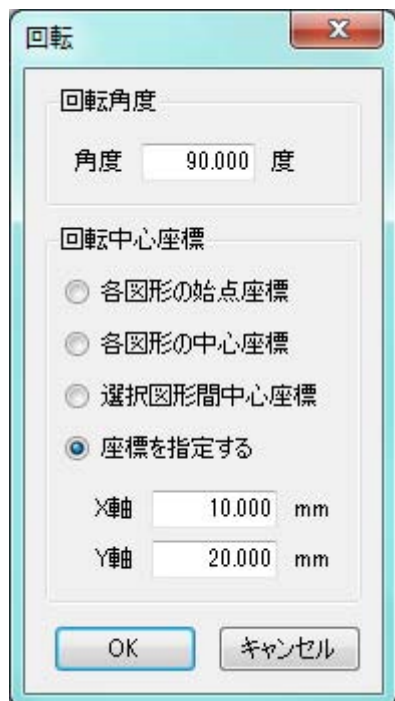 回転
回転角度
角度 90.000 度
回転中心座標
各図形の始点座標
各図形の中心座標
選択図形間中心座標
座標を指定する
X軸 10.000 mm
Y軸 20.000 mm
OK キャンセル